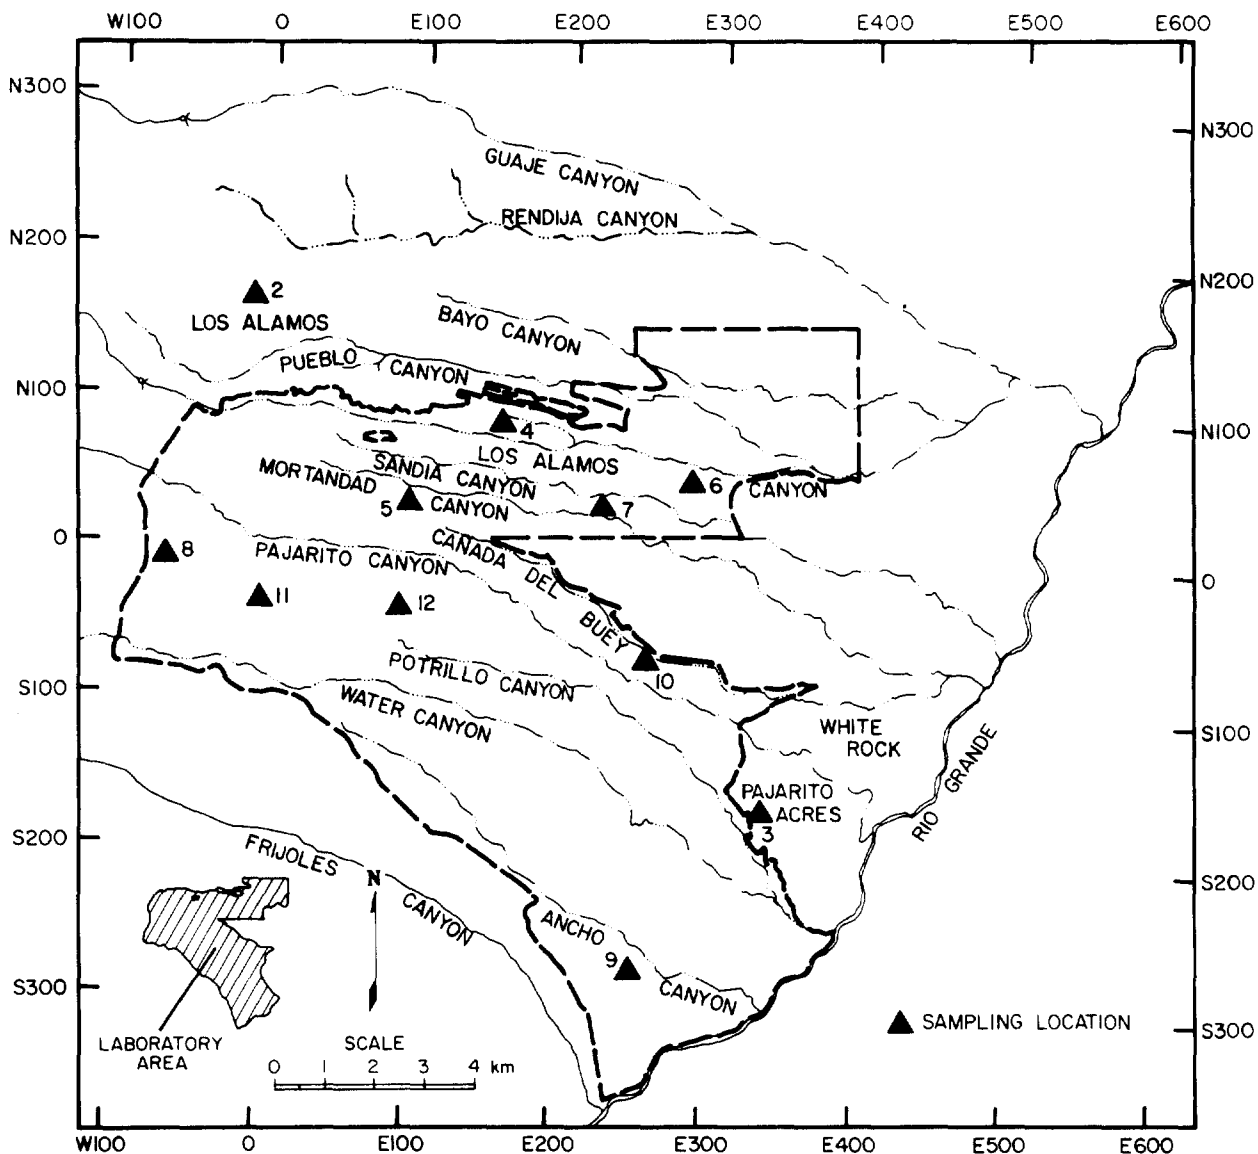 W100 0 E100 E200 E300 E400 E500 E600
N300
N300
GUAJE CANYON
RENDIJA CANYON
N200
N200
2
LOS ALAMOS
BAYO CANYON
PUEBLO CANYON
N100
N100
4
LOS ALAMOS
CANYON
SANDIA CANYON
MORTANDAD
CANYON
5
6
7
0
0
CAÑADA DEL BUEY
PAJARITO CANYON
8
11
12
10
POTRILLO CANYON
S100
S100
WATER CANYON
WHITE
ROCK
RIO GRANDE
PAJARITO
ACRES
3
S200
S200
FRIJOLES
CANYON
N
ANCHO
CANYON
9
S300
S300
SAMPLING LOCATION
LABORATORY
AREA
SCALE
0 1 2 3 4 km
W100 0 E100 E200 E300 E400 E500 E600